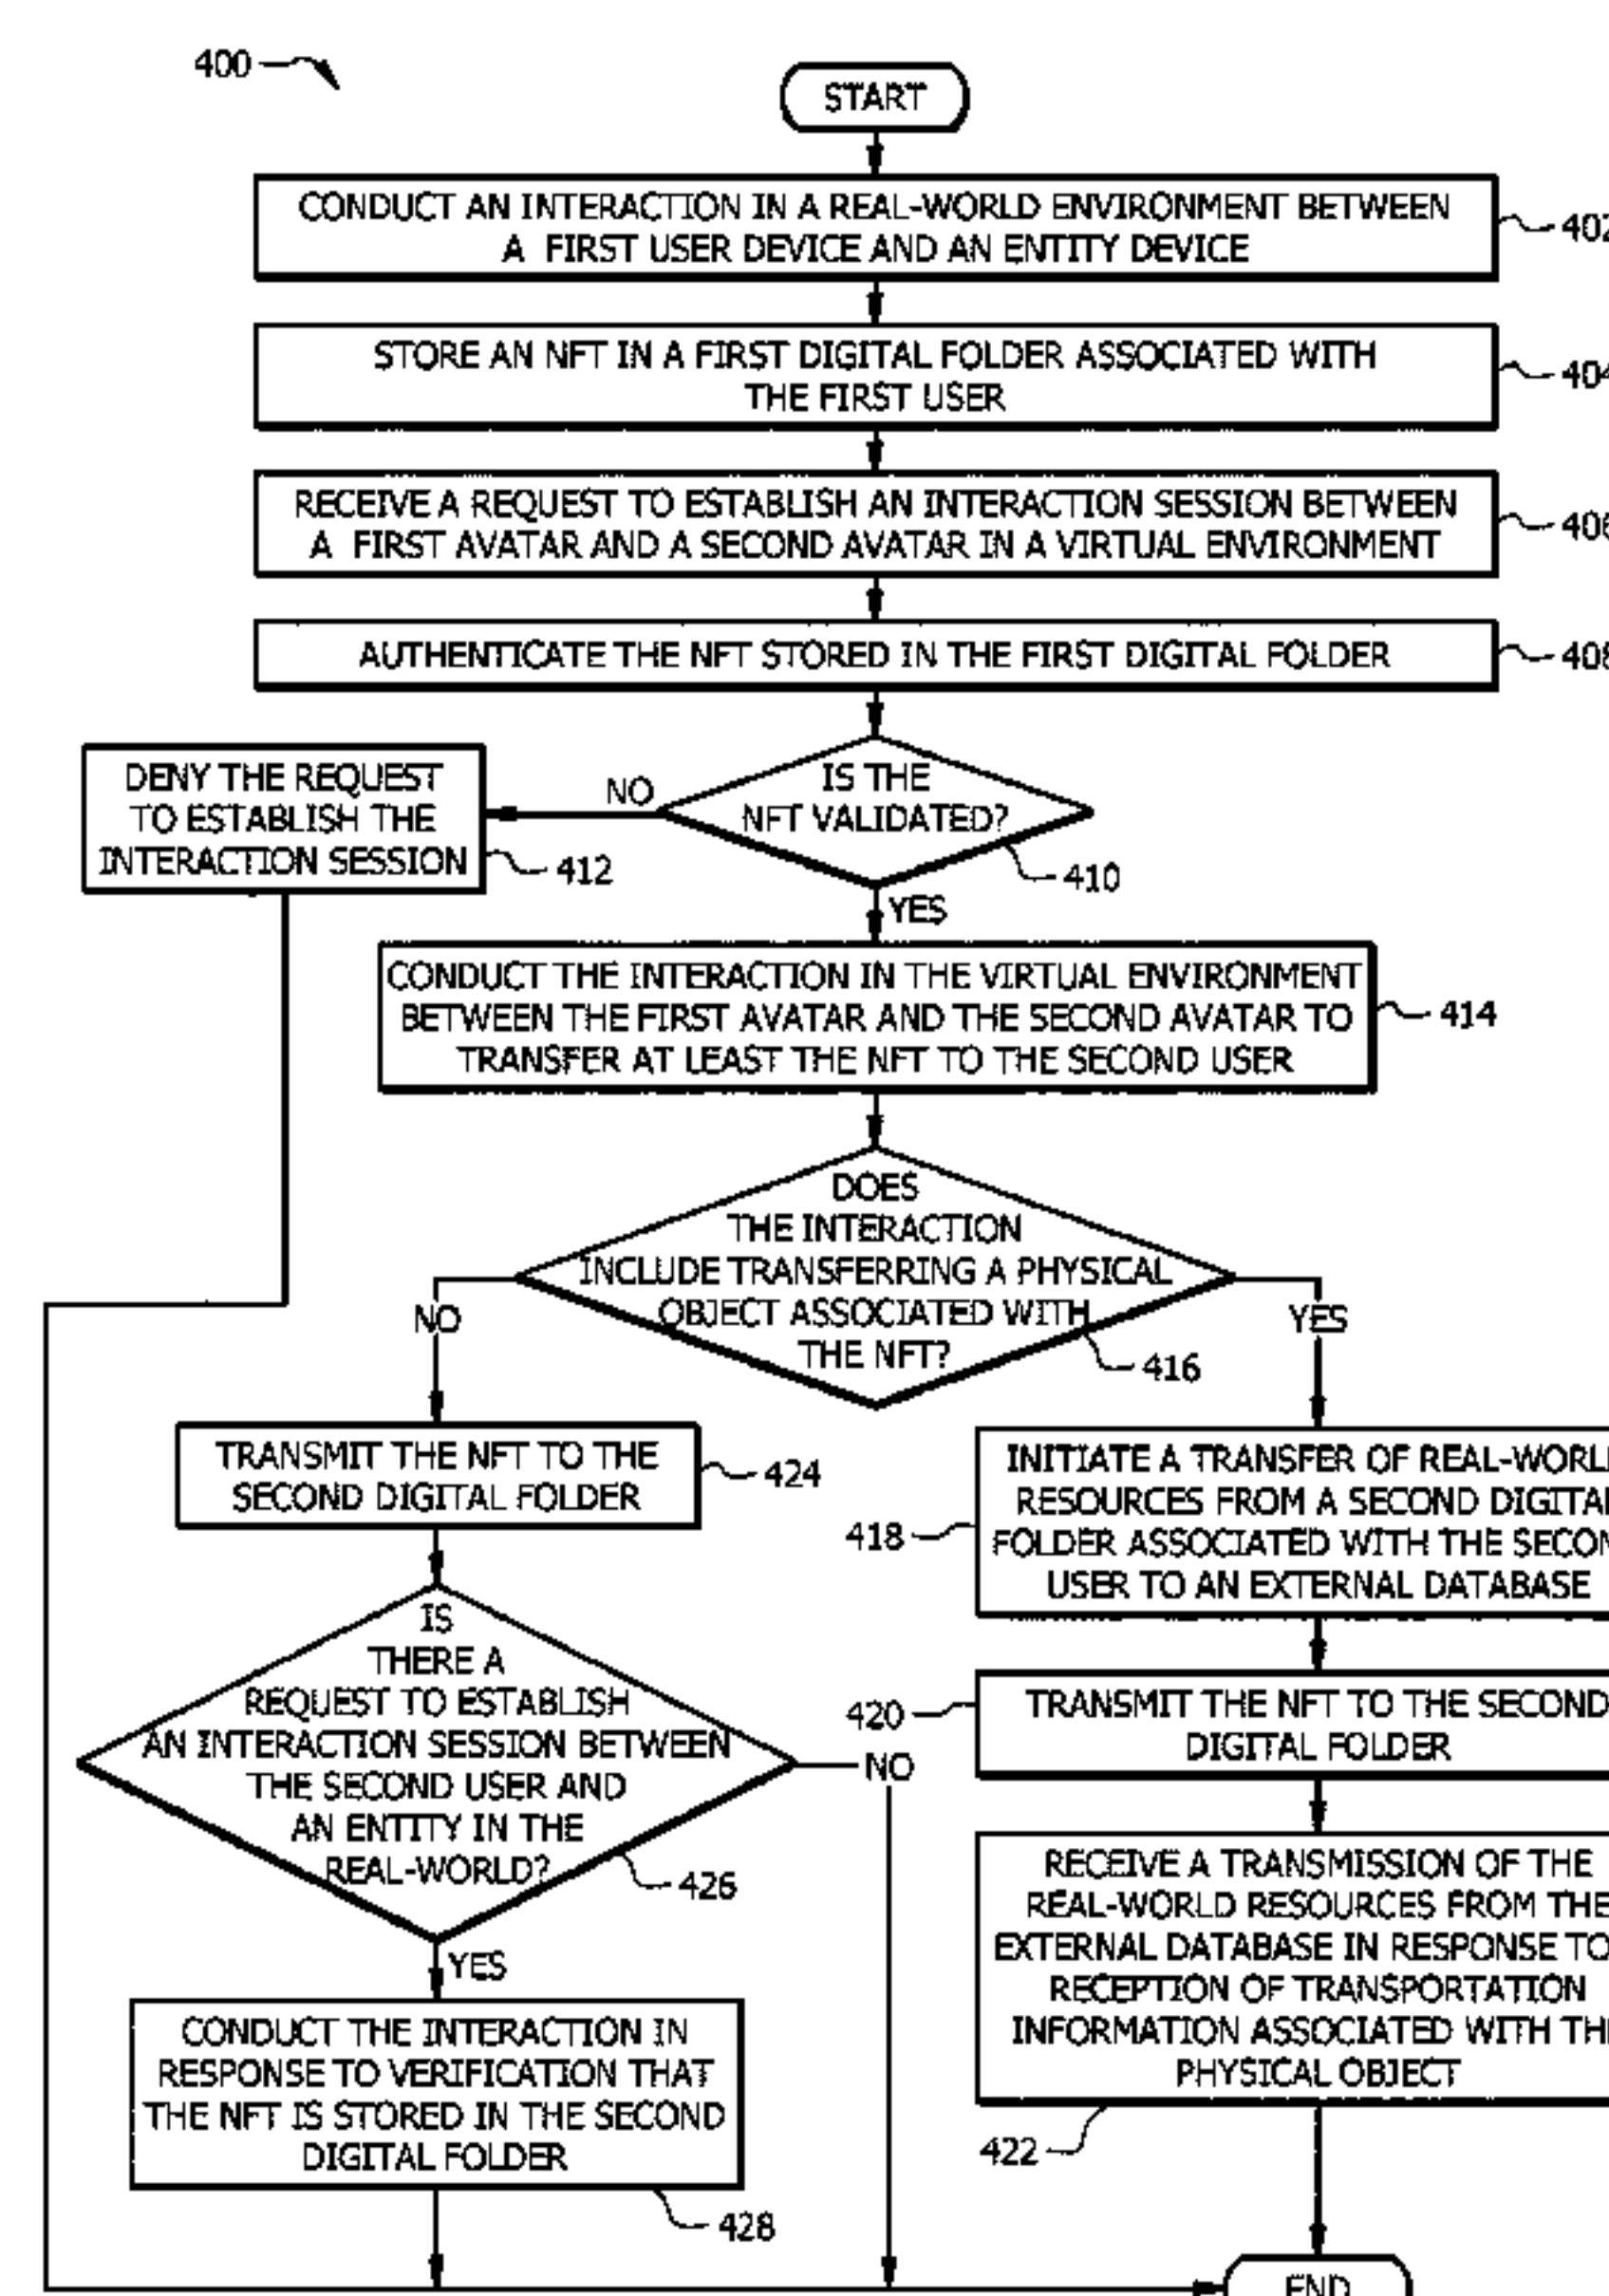 400
START
CONDUCT AN INTERACTION IN A REAL-WORLD ENVIRONMENT BETWEEN
A FIRST USER DEVICE AND AN ENTITY DEVICE
402
STORE AN NFT IN A FIRST DIGITAL FOLDER ASSOCIATED WITH
THE FIRST USER
404
RECEIVE A REQUEST TO ESTABLISH AN INTERACTION SESSION BETWEEN
A FIRST AVATAR AND A SECOND AVATAR IN A VIRTUAL ENVIRONMENT
406
AUTHENTICATE THE NFT STORED IN THE FIRST DIGITAL FOLDER
408
IS THE
NFT VALIDATED?
410
NO
DENY THE REQUEST
TO ESTABLISH THE
INTERACTION SESSION
412
YES
CONDUCT THE INTERACTION IN THE VIRTUAL ENVIRONMENT
BETWEEN THE FIRST AVATAR AND THE SECOND AVATAR TO
TRANSFER AT LEAST THE NFT TO THE SECOND USER
414
DOES
THE INTERACTION
INCLUDE TRANSFERRING A PHYSICAL
OBJECT ASSOCIATED WITH
THE NFT?
416
NO
YES
TRANSMIT THE NFT TO THE
SECOND DIGITAL FOLDER
424
IS
THERE A
REQUEST TO ESTABLISH
AN INTERACTION SESSION BETWEEN
THE SECOND USER AND
AN ENTITY IN THE
REAL-WORLD?
426
NO
YES
CONDUCT THE INTERACTION IN
RESPONSE TO VERIFICATION THAT
THE NFT IS STORED IN THE SECOND
DIGITAL FOLDER
428
INITIATE A TRANSFER OF
RESOURCES FROM A SECOND
FOLDER ASSOCIATED WITH THE
USER TO AN EXTERNAL DATABASE
418
TRANSMIT THE NFT TO THE SECOND
DIGITAL FOLDER
420
RECEIVE A TRANSMISSION OF THE
REAL-WORLD RESOURCES FROM THE
EXTERNAL DATABASE IN RESPONSE TO
RECEPTION OF TRANSPORTATION
INFORMATION ASSOCIATED WITH
PHYSICAL OBJECT
422
END